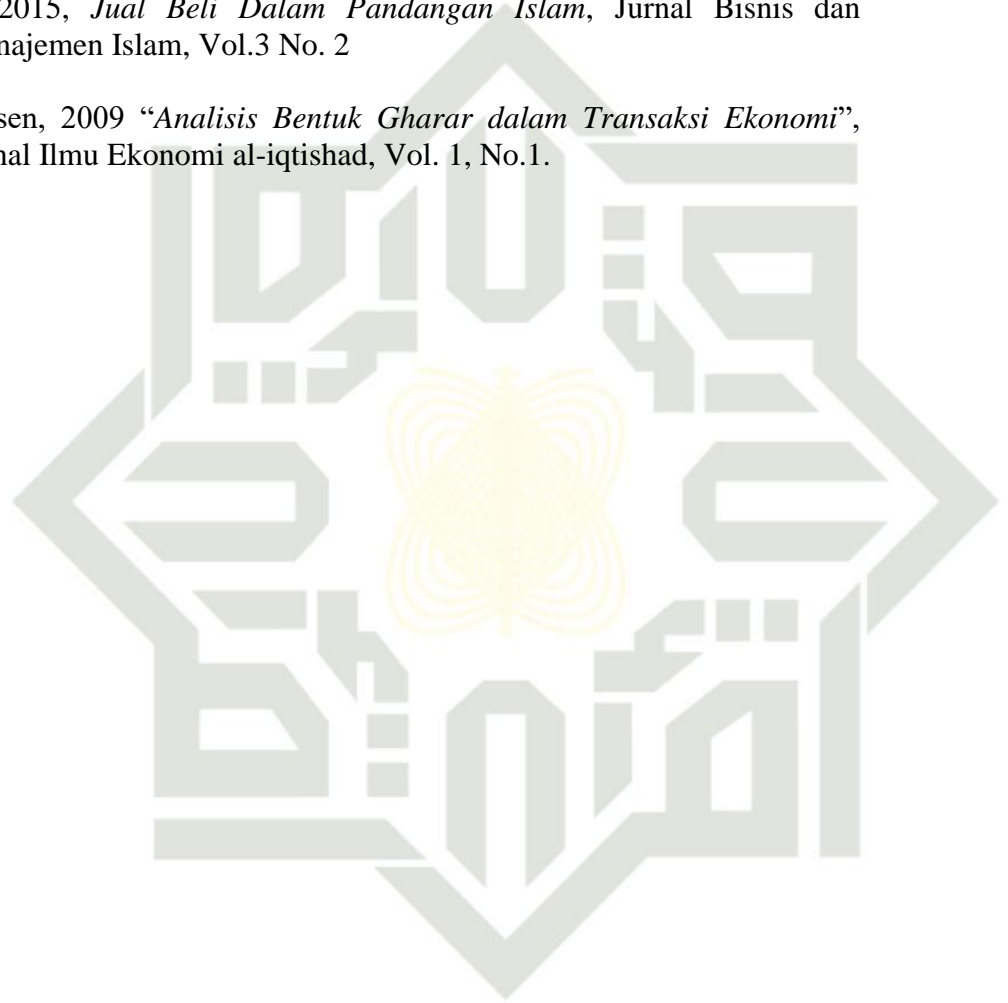 2015, Jual Beli Dalam Pandangan Islam, Jurnal Bisnis dan
najemen Islam, Vol.3 No. 2
sen, 2009 “Analisis Bentuk Gharar dalam Transaksi Ekonomi”,
nal Ilmu Ekonomi al-iqtishad, Vol. 1, No.1.